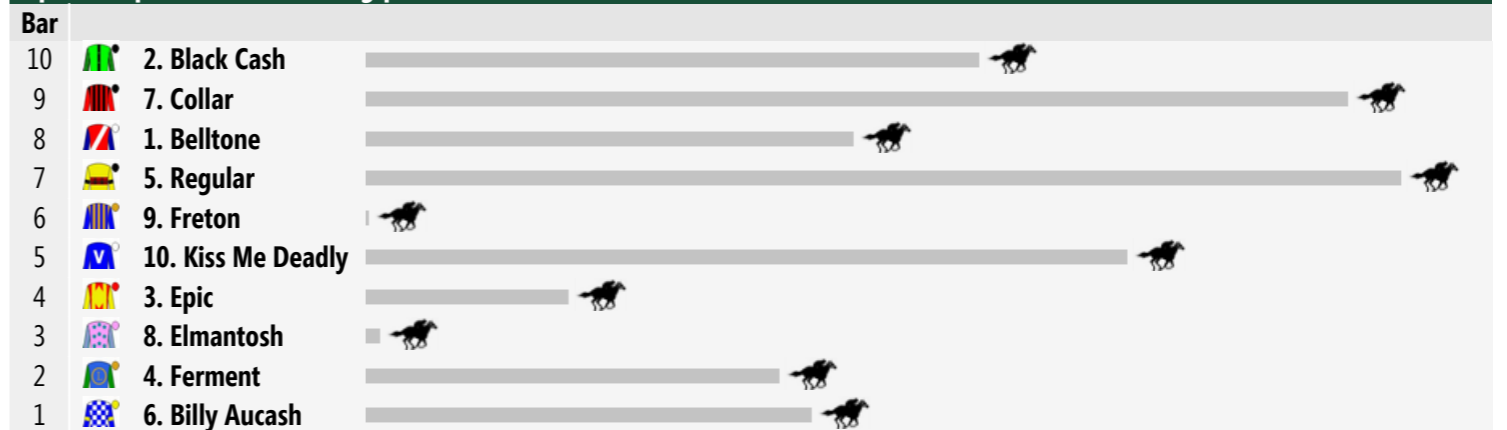 Bar
10 2. Black Cash
9 7. Collar
8 1. Belltone
7 5. Regular
6 9. Freton
5 V 10. Kiss Me Deadly
4 3. Epic
3 8. Elmantosh
2 4. Ferment
1 6. Billy Aucash